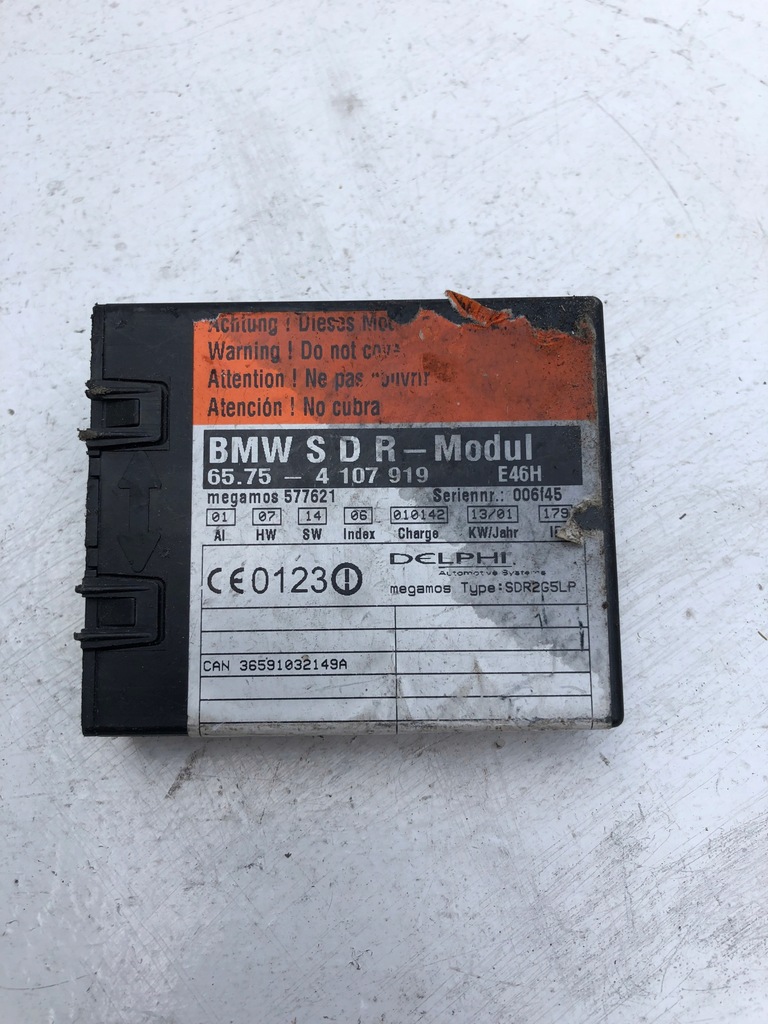 Achtung ! Dieses
Warning ! Do not
Attention ! Ne pas
Atención ! No cubra
BMW S D R – Modul
65.75 – 4 107 919 E46H
megamos 577621 Seriennr.: 006145
01 07 14 06 010142 13/01 179
AI HW SW Index Charge KW/Jahr
CE0123
DELPHI
Automotive Systems
megamos Type:SDR2G5LP
CAN 36591032149A